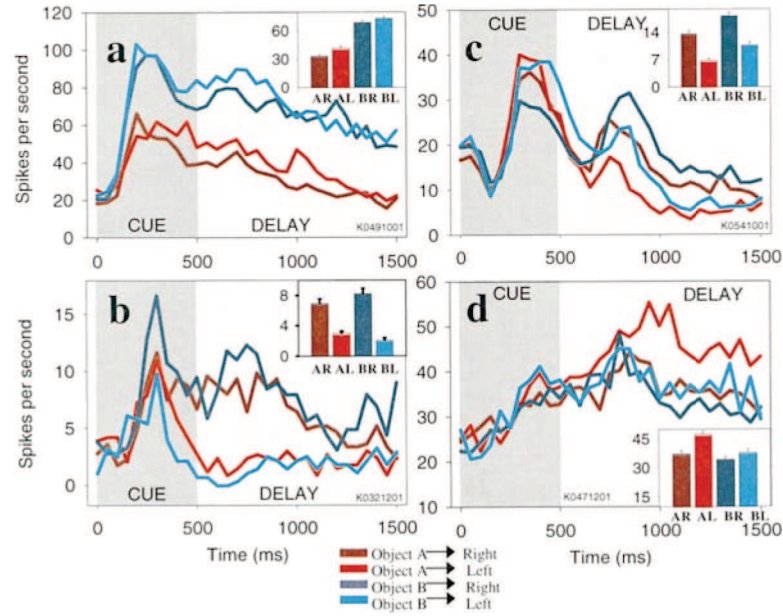 a
120
100
80
60
40
20
0
Spikes per second
60
30
0
AR AL BR BL
CUE
DELAY
K0491001
0 500 1000 1500
c
50
40
30
20
10
0
CUE
DELAY
14
7
0
AR AL BR BL
K0541001
0 500 1000 1500
b
15
10
5
0
Spikes per second
8
4
0
AR AL BR BL
CUE
DELAY
K0321201
0 500 1000 1500
Time (ms)
d
60
50
40
30
20
10
CUE
DELAY
45
30
15
AR AL BR BL
K0471201
0 500 1000 1500
Time (ms)
Object A Right
Object A Left
Object B Right
Object B Left